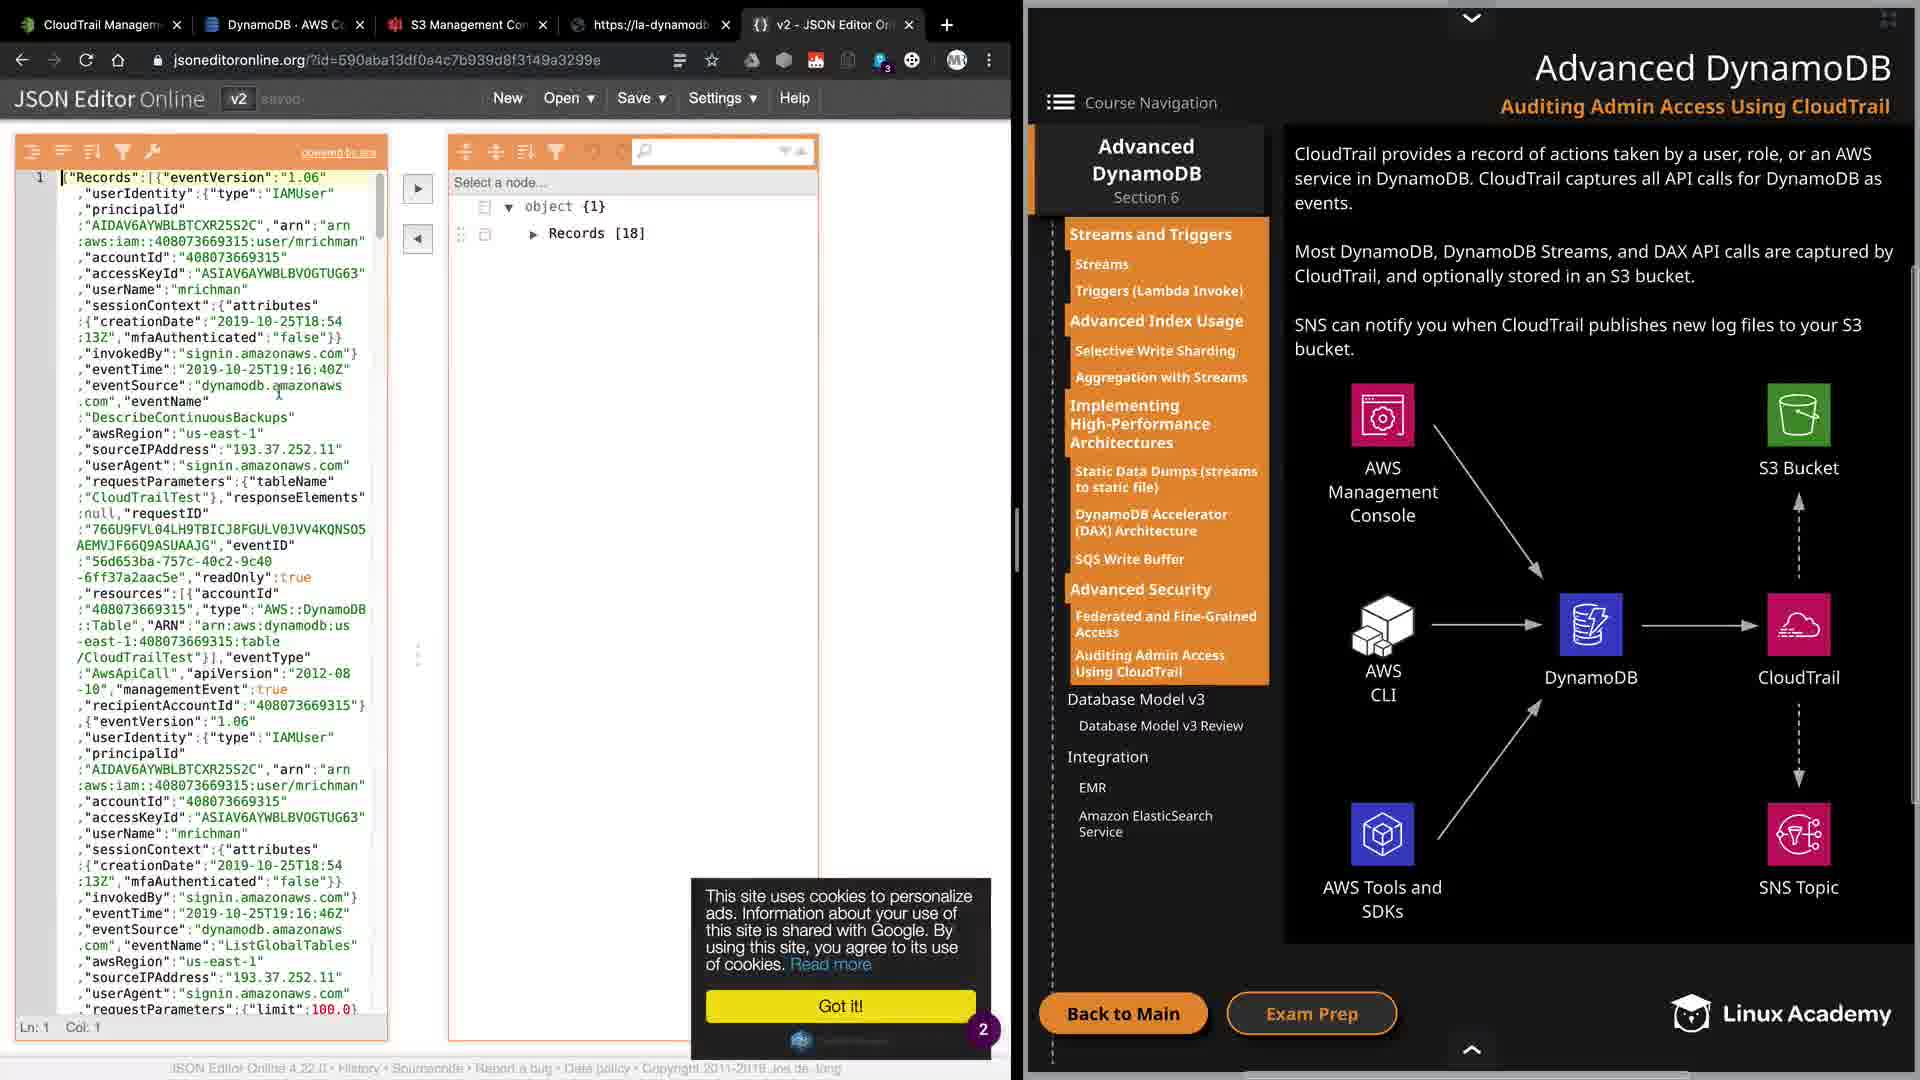 CloudTrail Managem
DynamoDB · AWS Co
S3 Management Con
https://la-dynamodb
v2 - JSON Editor Onl
jsoneditoronline.org/?id=590aba13df0a4c7b939d8f3149a3299e
3
JSON Editor Online
v2
saved
New
Open
Save
Settings
Help
powered by ace
1
{"Records":[{"eventVersion":"1.06"
,"userIdentity":{"type":"IAMUser"
,"principalId"
:"AIDAV6AYWBLBTCXR25S2C","arn":"arn
:aws:iam::408073669315:user/mrichman"
,"accountId":"408073669315"
,"accessKeyId":"ASIAV6AYWBLBVOGTUG63"
,"userName":"mrichman"
,"sessionContext":{"attributes"
:{"creationDate":"2019-10-25T18:54
:13Z","mfaAuthenticated":"false"}}
,"invokedBy":"signin.amazonaws.com"}
,"eventTime":"2019-10-25T19:16:40Z"
,"eventSource":"dynamodb.amazonaws
.com","eventName"
:"DescribeContinuousBackups"
,"awsRegion":"us-east-1"
,"sourceIPAddress":"193.37.252.11"
,"userAgent":"signin.amazonaws.com"
,"requestParameters":{"tableName"
:"CloudTrailTest"},"responseElements"
:null,"requestID"
:"766U9FVL04LH9TBICJ8FGULV0JVV4KQNSO5
AEMVJF66Q9ASUAAJG","eventID"
:"56d653ba-757c-40c2-9c40
-6ff37a2aac5e","readOnly":true
,"resources":[{"accountId"
:"408073669315","type":"AWS::DynamoDB
::Table","ARN":"arn:aws:dynamodb:us
-east-1:408073669315:table
/CloudTrailTest"}],"eventType"
:"AwsApiCall","apiVersion":"2012-08
-10","managementEvent":true
,"recipientAccountId":"408073669315"}
,{"eventVersion":"1.06"
,"userIdentity":{"type":"IAMUser"
,"principalId"
:"AIDAV6AYWBLBTCXR25S2C","arn":"arn
:aws:iam::408073669315:user/mrichman"
,"accountId":"408073669315"
,"accessKeyId":"ASIAV6AYWBLBVOGTUG63"
,"userName":"mrichman"
,"sessionContext":{"attributes"
:{"creationDate":"2019-10-25T18:54
:13Z","mfaAuthenticated":"false"}}
,"invokedBy":"signin.amazonaws.com"}
,"eventTime":"2019-10-25T19:16:46Z"
,"eventSource":"dynamodb.amazonaws
.com","eventName":"ListGlobalTables"
,"awsRegion":"us-east-1"
,"sourceIPAddress":"193.37.252.11"
,"userAgent":"signin.amazonaws.com"
,"requestParameters":{"limit":100.0}
Ln: 1 Col: 1
Select a node...
object {1}
Records [18]
This site uses cookies to personalize
ads. Information about your use of
this site is shared with Google. By
using this site, you agree to its use
of cookies. Read more
Got it!
2
JSON Editor Online 4.22.0 • History • Sourcecode • Report a bug • Data policy • Copyright 2011-2019 Jos de Jong
Advanced DynamoDB
Auditing Admin Access Using CloudTrail
Course Navigation
Advanced
DynamoDB
Section 6
Streams and Triggers
Streams
Triggers (Lambda Invoke)
Advanced Index Usage
Selective Write Sharding
Aggregation with Streams
Implementing
High-Performance
Architectures
Static Data Dumps (streams
to static file)
DynamoDB Accelerator
(DAX) Architecture
SQS Write Buffer
Advanced Security
Federated and Fine-Grained
Access
Auditing Admin Access
Using CloudTrail
Database Model v3
Database Model v3 Review
Integration
EMR
Amazon ElasticSearch
Service
CloudTrail provides a record of actions taken by a user, role, or an AWS
service in DynamoDB. CloudTrail captures all API calls for DynamoDB as
events.
Most DynamoDB, DynamoDB Streams, and DAX API calls are captured by
CloudTrail, and optionally stored in an S3 bucket.
SNS can notify you when CloudTrail publishes new log files to your S3
bucket.
AWS
Management
Console
S3 Bucket
AWS
CLI
DynamoDB
CloudTrail
AWS Tools and
SDKs
SNS Topic
Back to Main
Exam Prep
Linux Academy